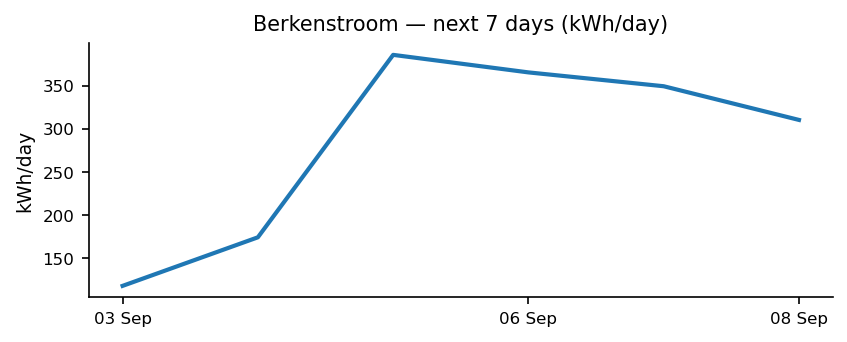 Berkenstroom — next 7 days (kWh/day)
kWh/day
350
300
250
200
150
03 Sep
06 Sep
08 Sep